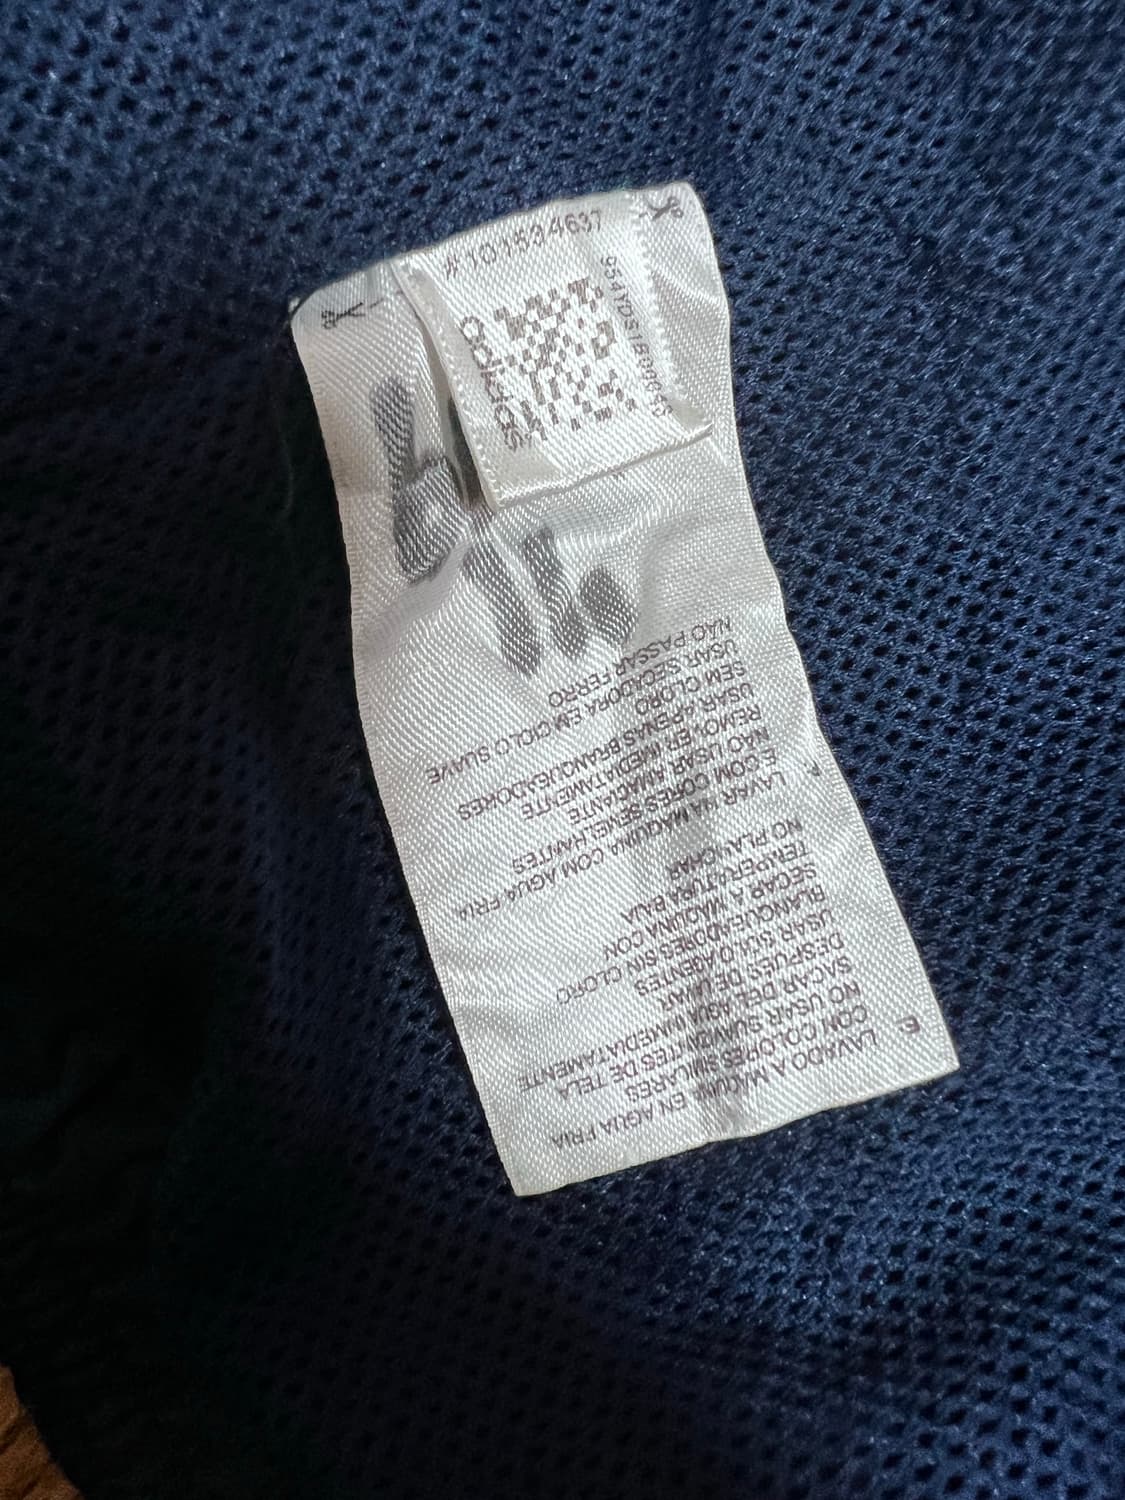 #101534637
adidas
E:
LAVADO A MAQUINE EN AGUA FRIA
CON COLORES SIMILARES
NO USAR SUAVIZANTES DE TELA
SACAR DEL AGUA IMMEDIATAMENTE
DESPUES DE LAVAR
USAR SOLO AGENTES
BLANQUEADORES SIN CLORO
SECAR A MAQUINA CON
TEMPERATURA BAJA
NO PLANCHAR
P:
LAVAR NA MAQUINA COM AGUA FRIA
E COM CORES SEMELHANTES
NÃO USAR AMACIANTE
REMOVER IMEDIATAMENTE
USAR APENAS BRANQUEADORES
SEM CLORO
USAR SECADORA EM CICLO SUAVE
NÃO PASSAR FERRO